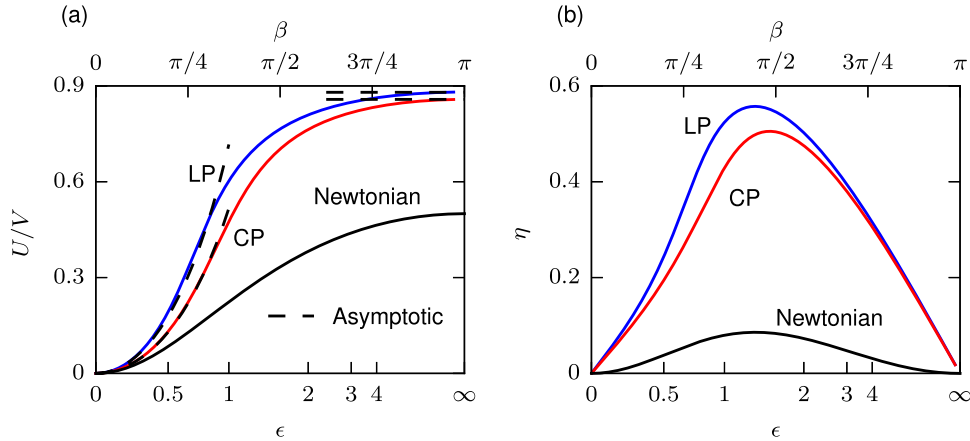 (a)
β
0 π/4 π/2 3π/4 π
0.9
0.6
0.3
0
U/V
LP
CP
Newtonian
Asymptotic
0 0.5 1 2 3 4 ∞
ϵ
(b)
β
0 π/4 π/2 3π/4 π
0.6
0.4
0.2
0
η
LP
CP
Newtonian
0 0.5 1 2 3 4 ∞
ϵ